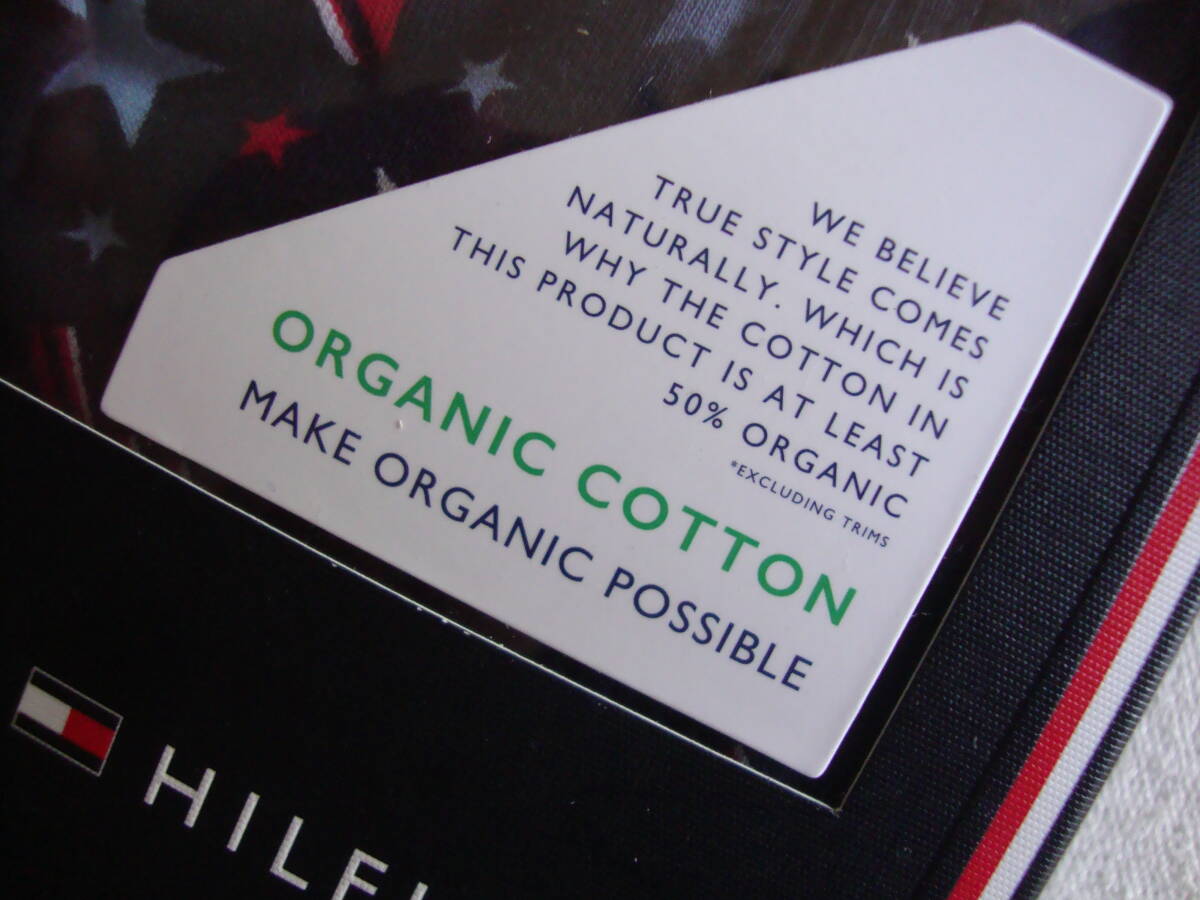 WE BELIEVE
TRUE STYLE COMES
NATURALLY. WHICH IS
WHY THE COTTON IN
THIS PRODUCT IS AT LEAST
50% ORGANIC
*EXCLUDING TRIMS
ORGANIC COTTON
MAKE ORGANIC POSSIBLE
HILFI